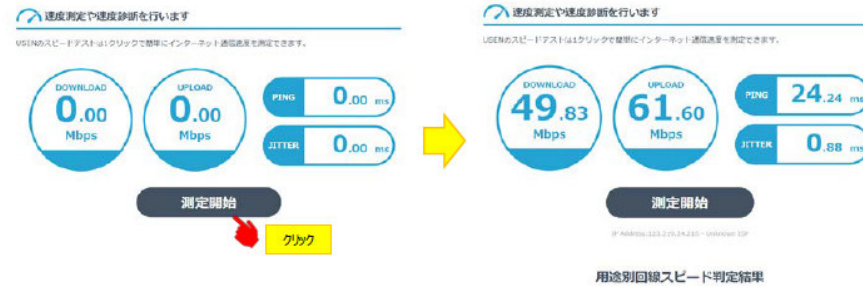 速度測定や速度診断を行います
USENのスピードテストは1クリックで簡単にインターネット通信速度を測定できます。
DOWNLOAD
0.00
Mbps
UPLOAD
0.00
Mbps
PING 0.00 ms
JITTER 0.00 ms
測定開始
クリック
速度測定や速度診断を行います
USENのスピードテストは1クリックで簡単にインターネット通信速度を測定できます。
DOWNLOAD
49.83
Mbps
UPLOAD
61.60
Mbps
PING 24.24 ms
JITTER 0.88 ms
測定開始
用途別回線スピード判定結果